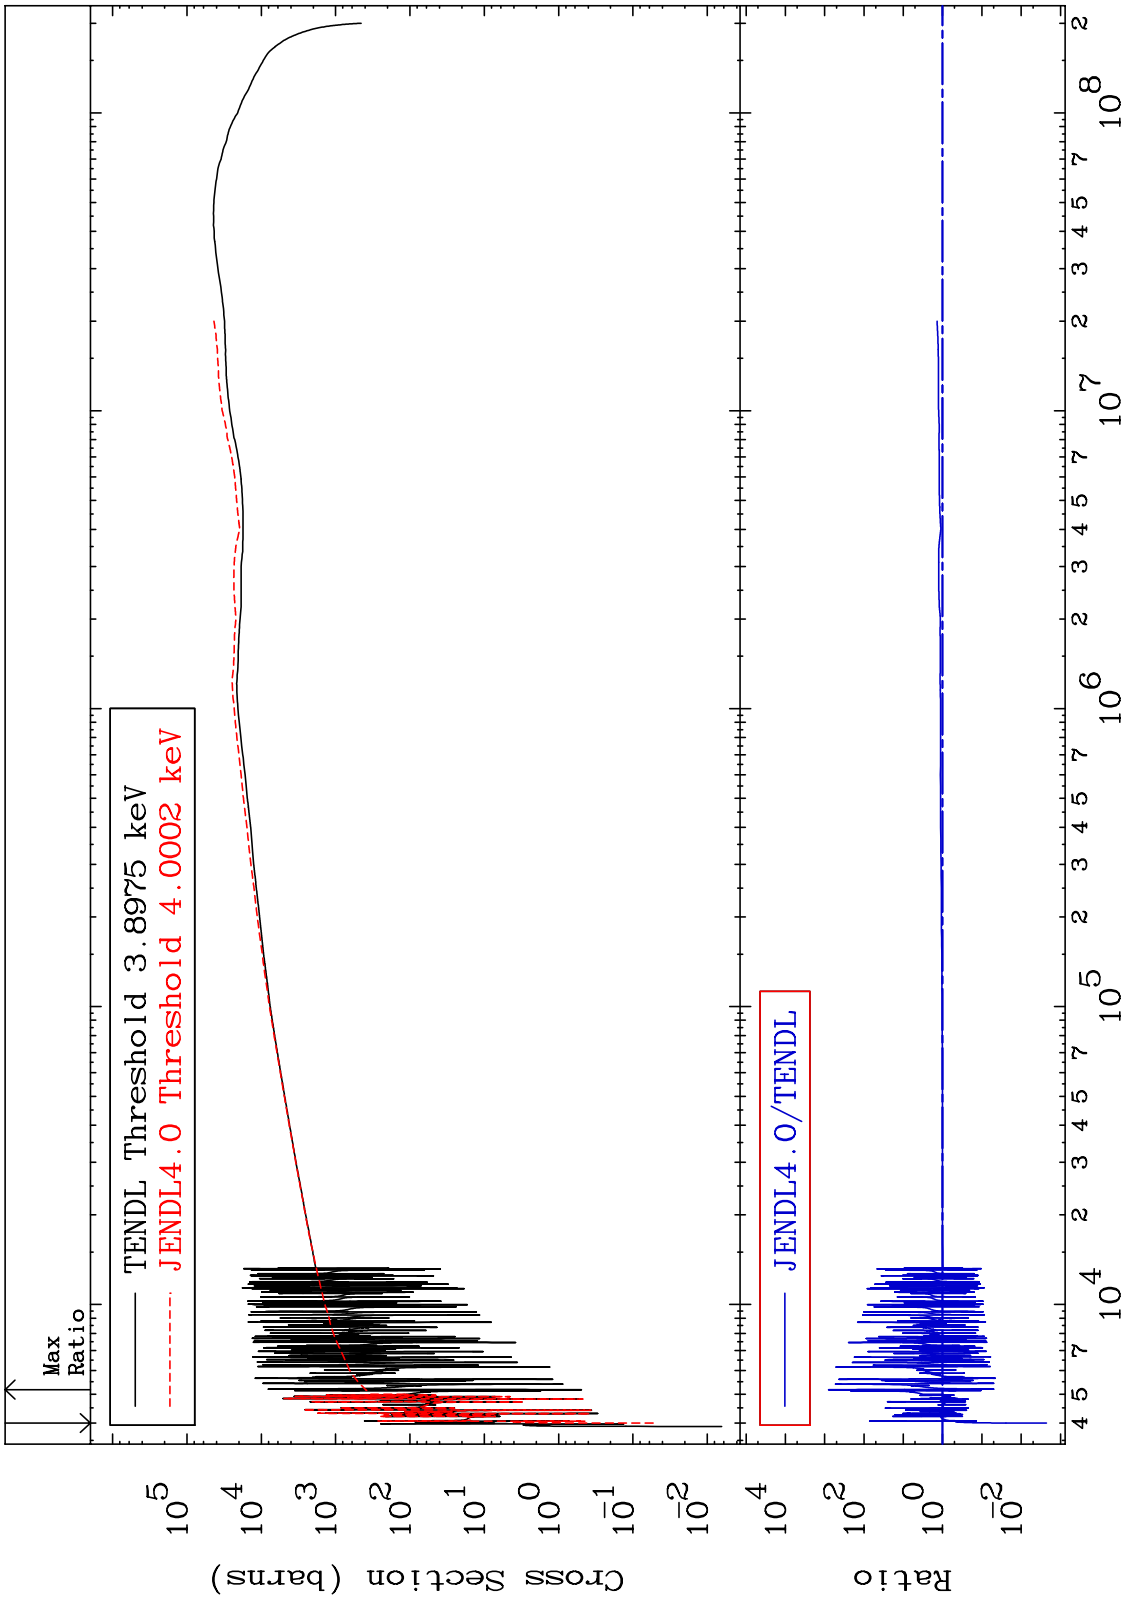 Max
Ratio
TENDL Threshold 3.8975 keV
JENDL4.0 Threshold 4.0002 keV
Cross Section (barns)
10^5
10^4
10^3
10^2
10^1
10^0
10^-1
10^-2
JENDL4.0/TENDL
Ratio
10^4
10^2
10^0
10^-2
4 5 7 10^4 2 3 4 5 7 10^5 2 3 4 5 7 10^6 2 3 4 5 7 10^7 2 3 4 5 7 10^8 2